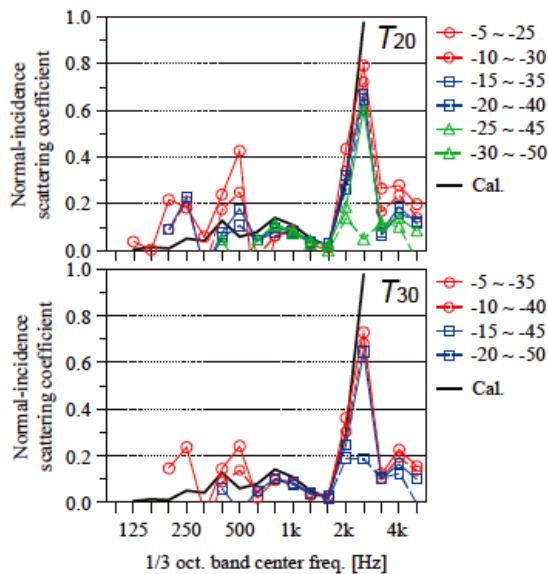 T20
1.0
0.8
0.6
0.4
0.2
0.0
Normal-incidence
scattering coefficient
-5 ~ -25
-10 ~ -30
-15 ~ -35
-20 ~ -40
-25 ~ -45
-30 ~ -50
Cal.
T30
1.0
0.8
0.6
0.4
0.2
0.0
Normal-incidence
scattering coefficient
-5 ~ -35
-10 ~ -40
-15 ~ -45
-20 ~ -50
Cal.
125 250 500 1k 2k 4k
1/3 oct. band center freq. [Hz]